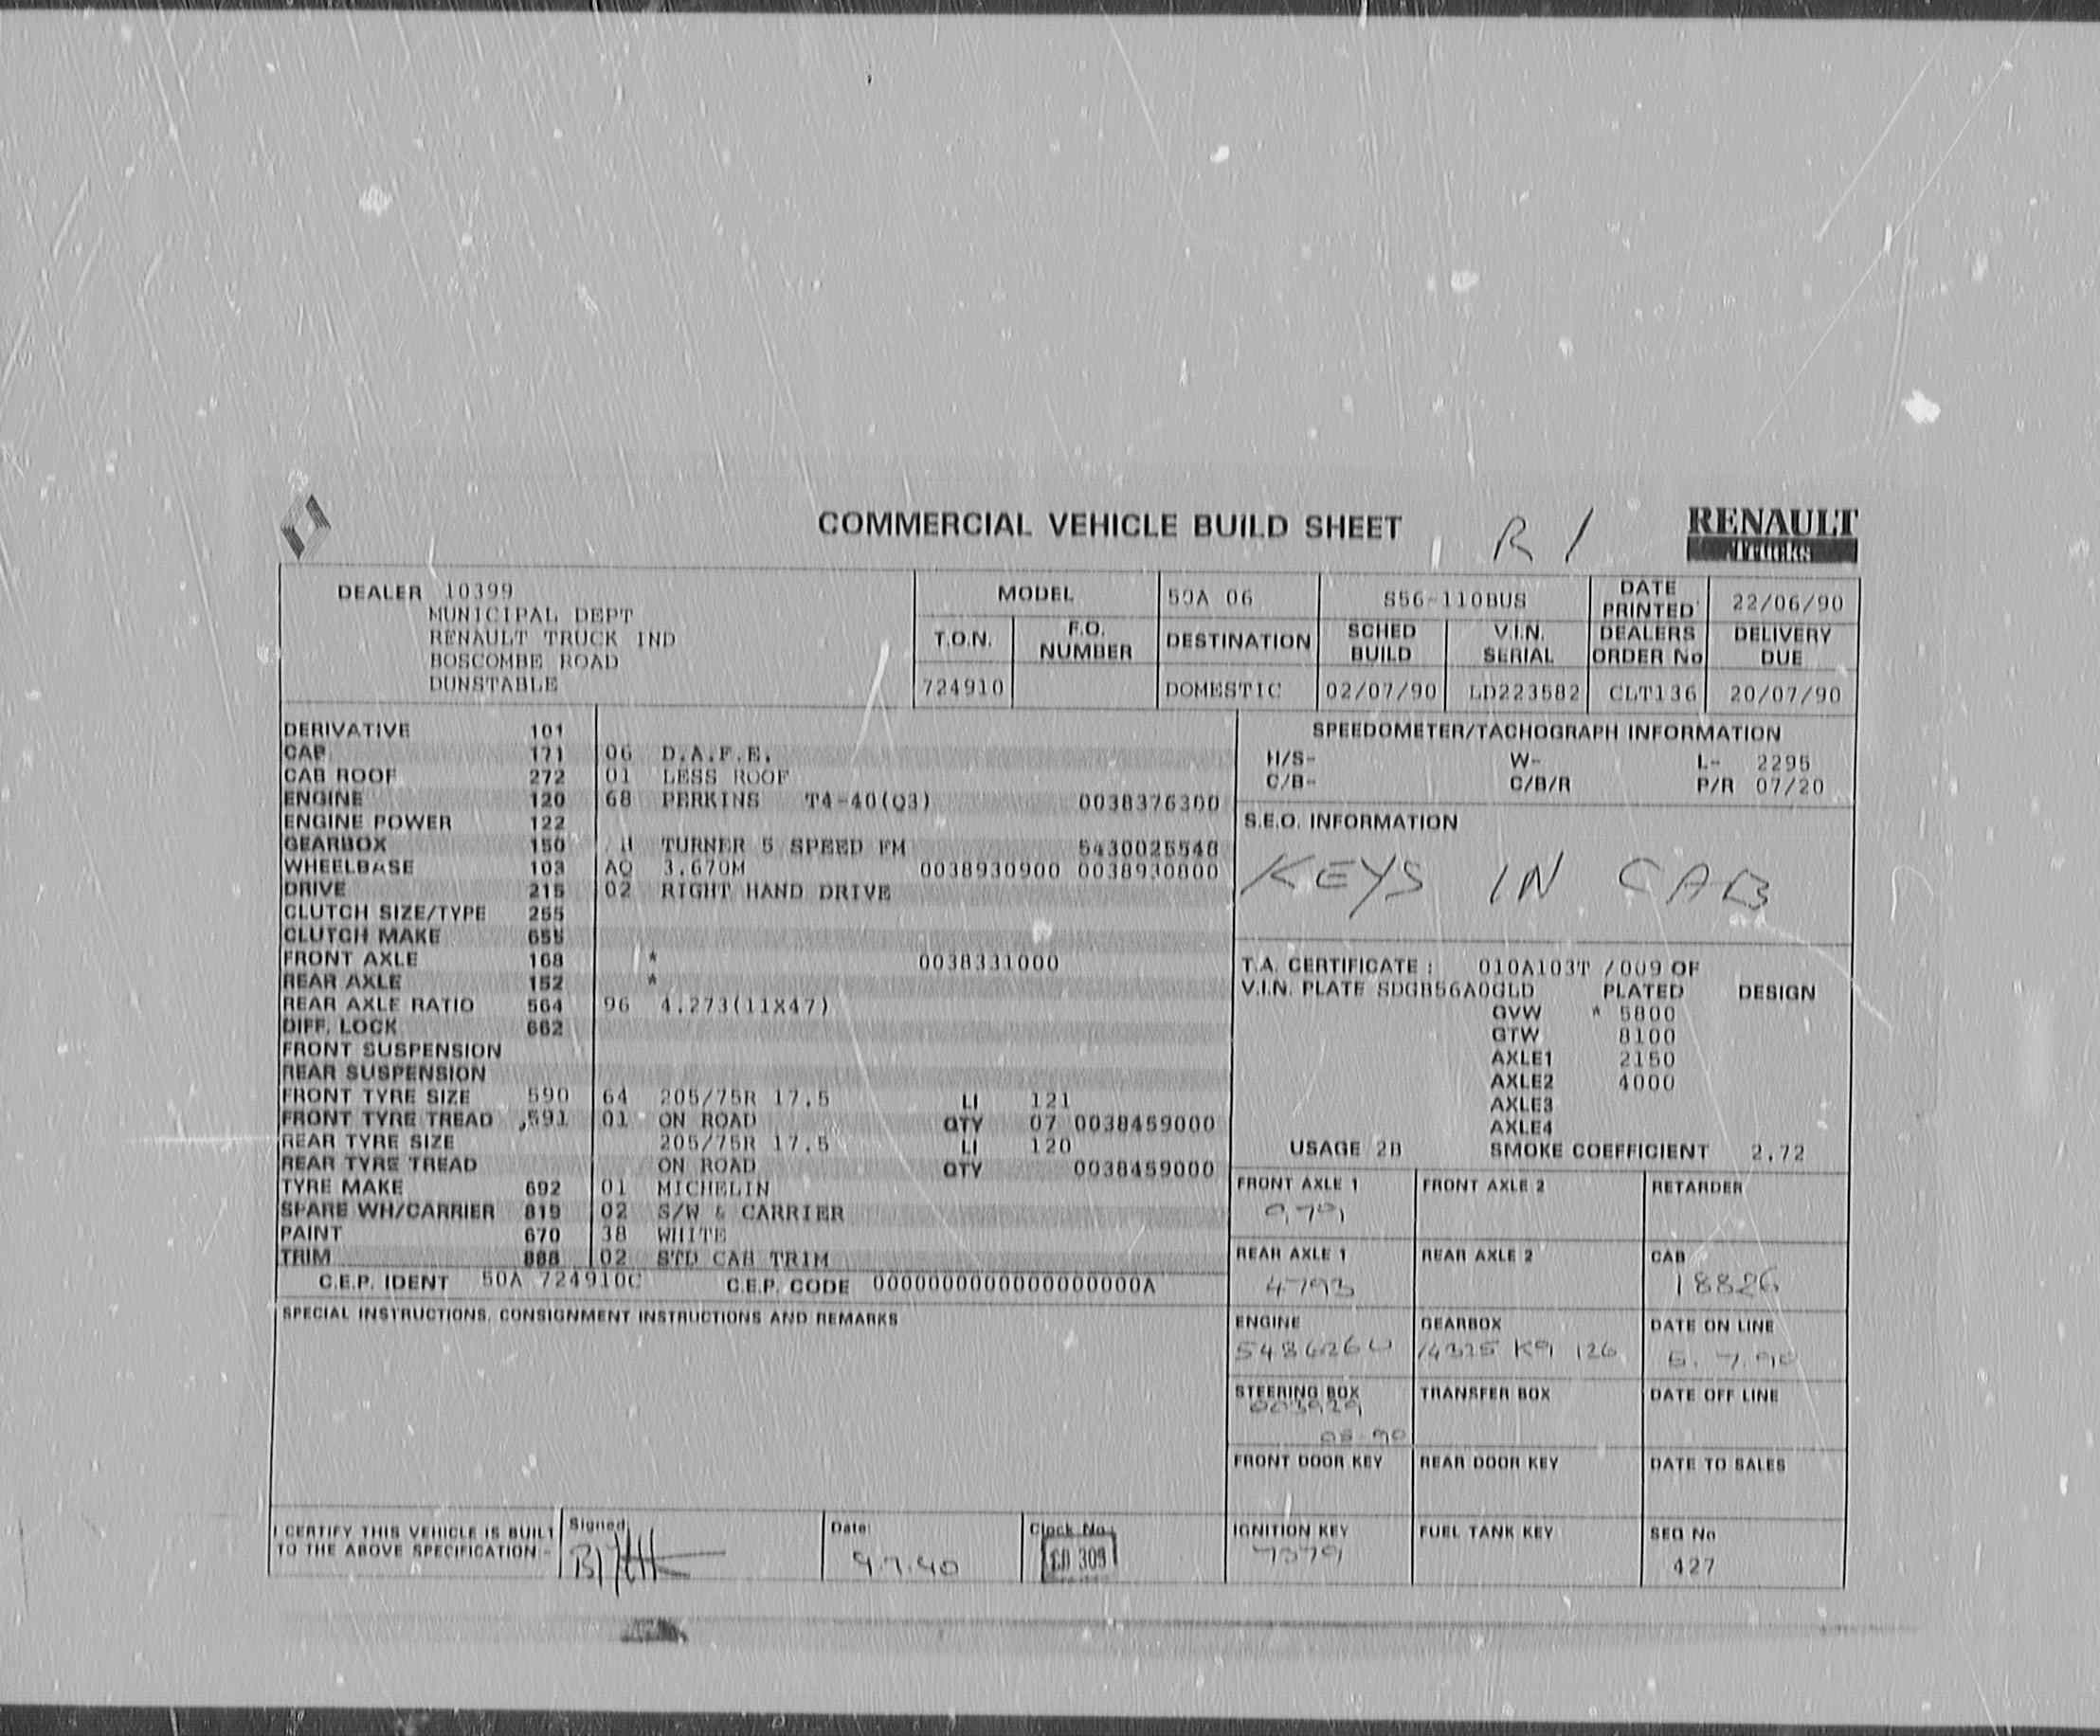 COMMERCIAL VEHICLE BUILD SHEET R1
RENAULT
TRUCKS
DEALER 10399
MUNICIPAL DEPT
RENAULT TRUCK IND
BOSCOMBE ROAD
DUNSTABLE
MODEL 50A 06 S56-110BUS DATE PRINTED 22/06/90
T.O.N. F.O. NUMBER DESTINATION SCHED BUILD V.I.N. SERIAL DEALERS ORDER No DELIVERY DUE
724910 DOMESTIC 02/07/90 LD223582 CLT136 20/07/90
DERIVATIVE 101
CAB 171 06 D.A.F.E.
CAB ROOF 272 01 LESS ROOF
ENGINE 120 68 PERKINS T4-40(Q3) 0038376300
ENGINE POWER 122
GEARBOX 150 TURNER 5 SPEED FM 5430025548
WHEELBASE 103 AQ 3.670M 0038930900 0038930800
DRIVE 215 02 RIGHT HAND DRIVE
CLUTCH SIZE/TYPE 255
CLUTCH MAKE 655
FRONT AXLE 168 * 0038331000
REAR AXLE 152 *
REAR AXLE RATIO 564 96 4.273(11X47)
DIFF. LOCK 662
FRONT SUSPENSION
REAR SUSPENSION
FRONT TYRE SIZE 590 64 205/75R 17.5 LI 121
FRONT TYRE TREAD 591 01 ON ROAD QTY 07 0038459000
REAR TYRE SIZE 205/75R 17.5 LI 120
REAR TYRE TREAD ON ROAD QTY 0038459000
TYRE MAKE 692 01 MICHELIN
SPARE WH/CARRIER 819 02 S/W & CARRIER
PAINT 670 38 WHITE
TRIM 888 02 STD CAB TRIM
C.E.P. IDENT 50A 724910C C.E.P. CODE 0000000000000000000A
SPECIAL INSTRUCTIONS, CONSIGNMENT INSTRUCTIONS AND REMARKS
SPEEDOMETER/TACHOGRAPH INFORMATION
H/S- W- L- 2295
C/B- C/B/R P/R 07/20
S.E.O. INFORMATION
KEYS IN CAB
T.A. CERTIFICATE : 010A103T /009 OF
V.I.N. PLATE SDGB56A0GLD PLATED DESIGN
GVW * 5800
GTW 8100
AXLE1 2150
AXLE2 4000
AXLE3
AXLE4
USAGE 2B SMOKE COEFFICIENT 2.72
FRONT AXLE 1 FRONT AXLE 2 RETARDER
REAR AXLE 1 REAR AXLE 2 CAB
4793 18826
ENGINE GEARBOX DATE ON LINE
K9 126
STEERING BOX TRANSFER BOX DATE OFF LINE
003929
FRONT DOOR KEY REAR DOOR KEY DATE TO SALES
IGNITION KEY FUEL TANK KEY SEQ No
427
I CERTIFY THIS VEHICLE IS BUILT
TO THE ABOVE SPECIFICATION:-
Signed Date: Clock No.
309